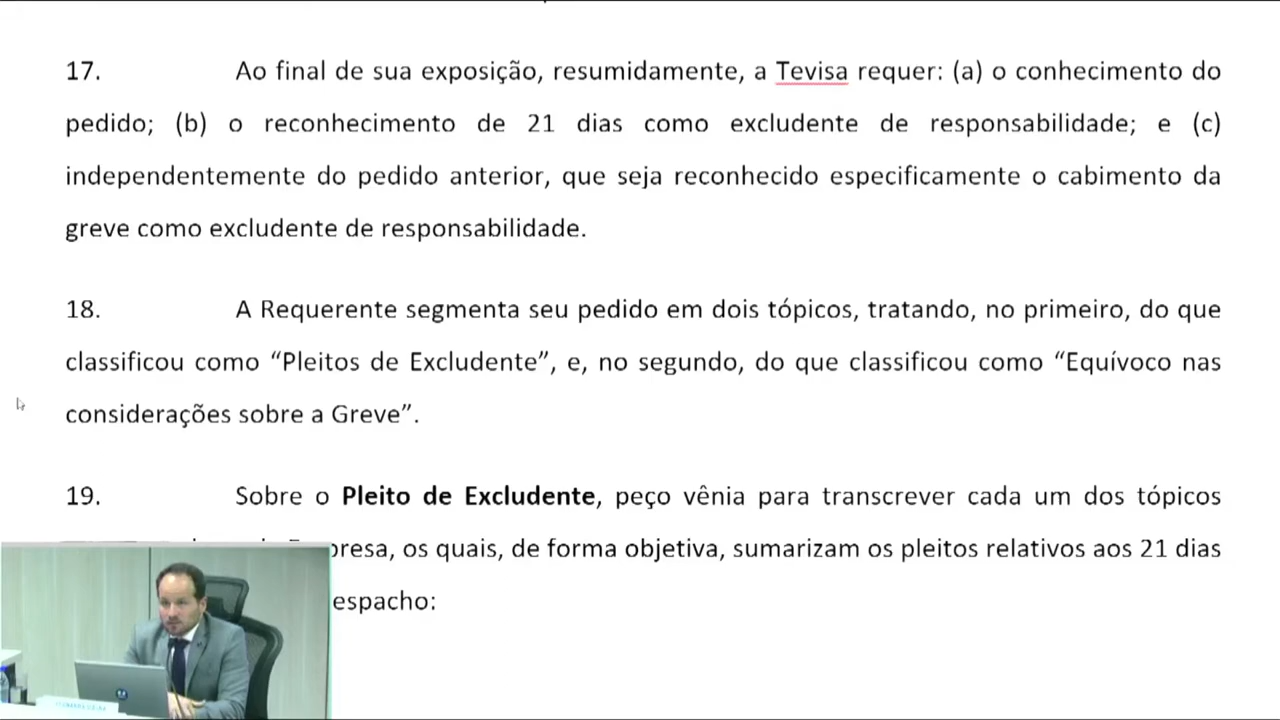 17. Ao final de sua exposição, resumidamente, a Tevisa requer: (a) o conhecimento do
pedido; (b) o reconhecimento de 21 dias como excludente de responsabilidade; e (c)
independentemente do pedido anterior, que seja reconhecido especificamente o cabimento da
greve como excludente de responsabilidade.
18. A Requerente segmenta seu pedido em dois tópicos, tratando, no primeiro, do que
classificou como “Pleitos de Excludente”, e, no segundo, do que classificou como “Equívoco nas
considerações sobre a Greve”.
19. Sobre o Pleito de Excludente, peço vênia para transcrever cada um dos tópicos
presa, os quais, de forma objetiva, sumarizam os pleitos relativos aos 21 dias
espacho: